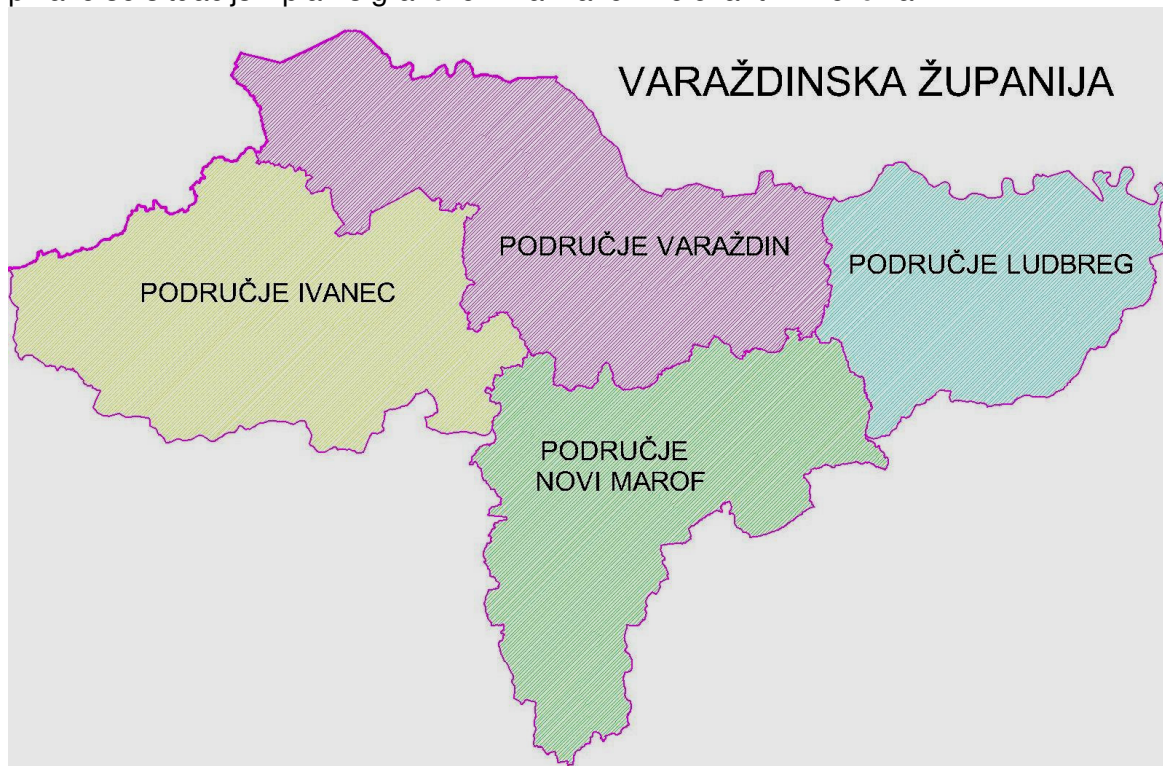 VARAŽDINSKA ŽUPANIJA
PODRUČJE VARAŽDIN
PODRUČJE LUDBREG
PODRUČJE IVANEC
PODRUČJE
NOVI MAROF